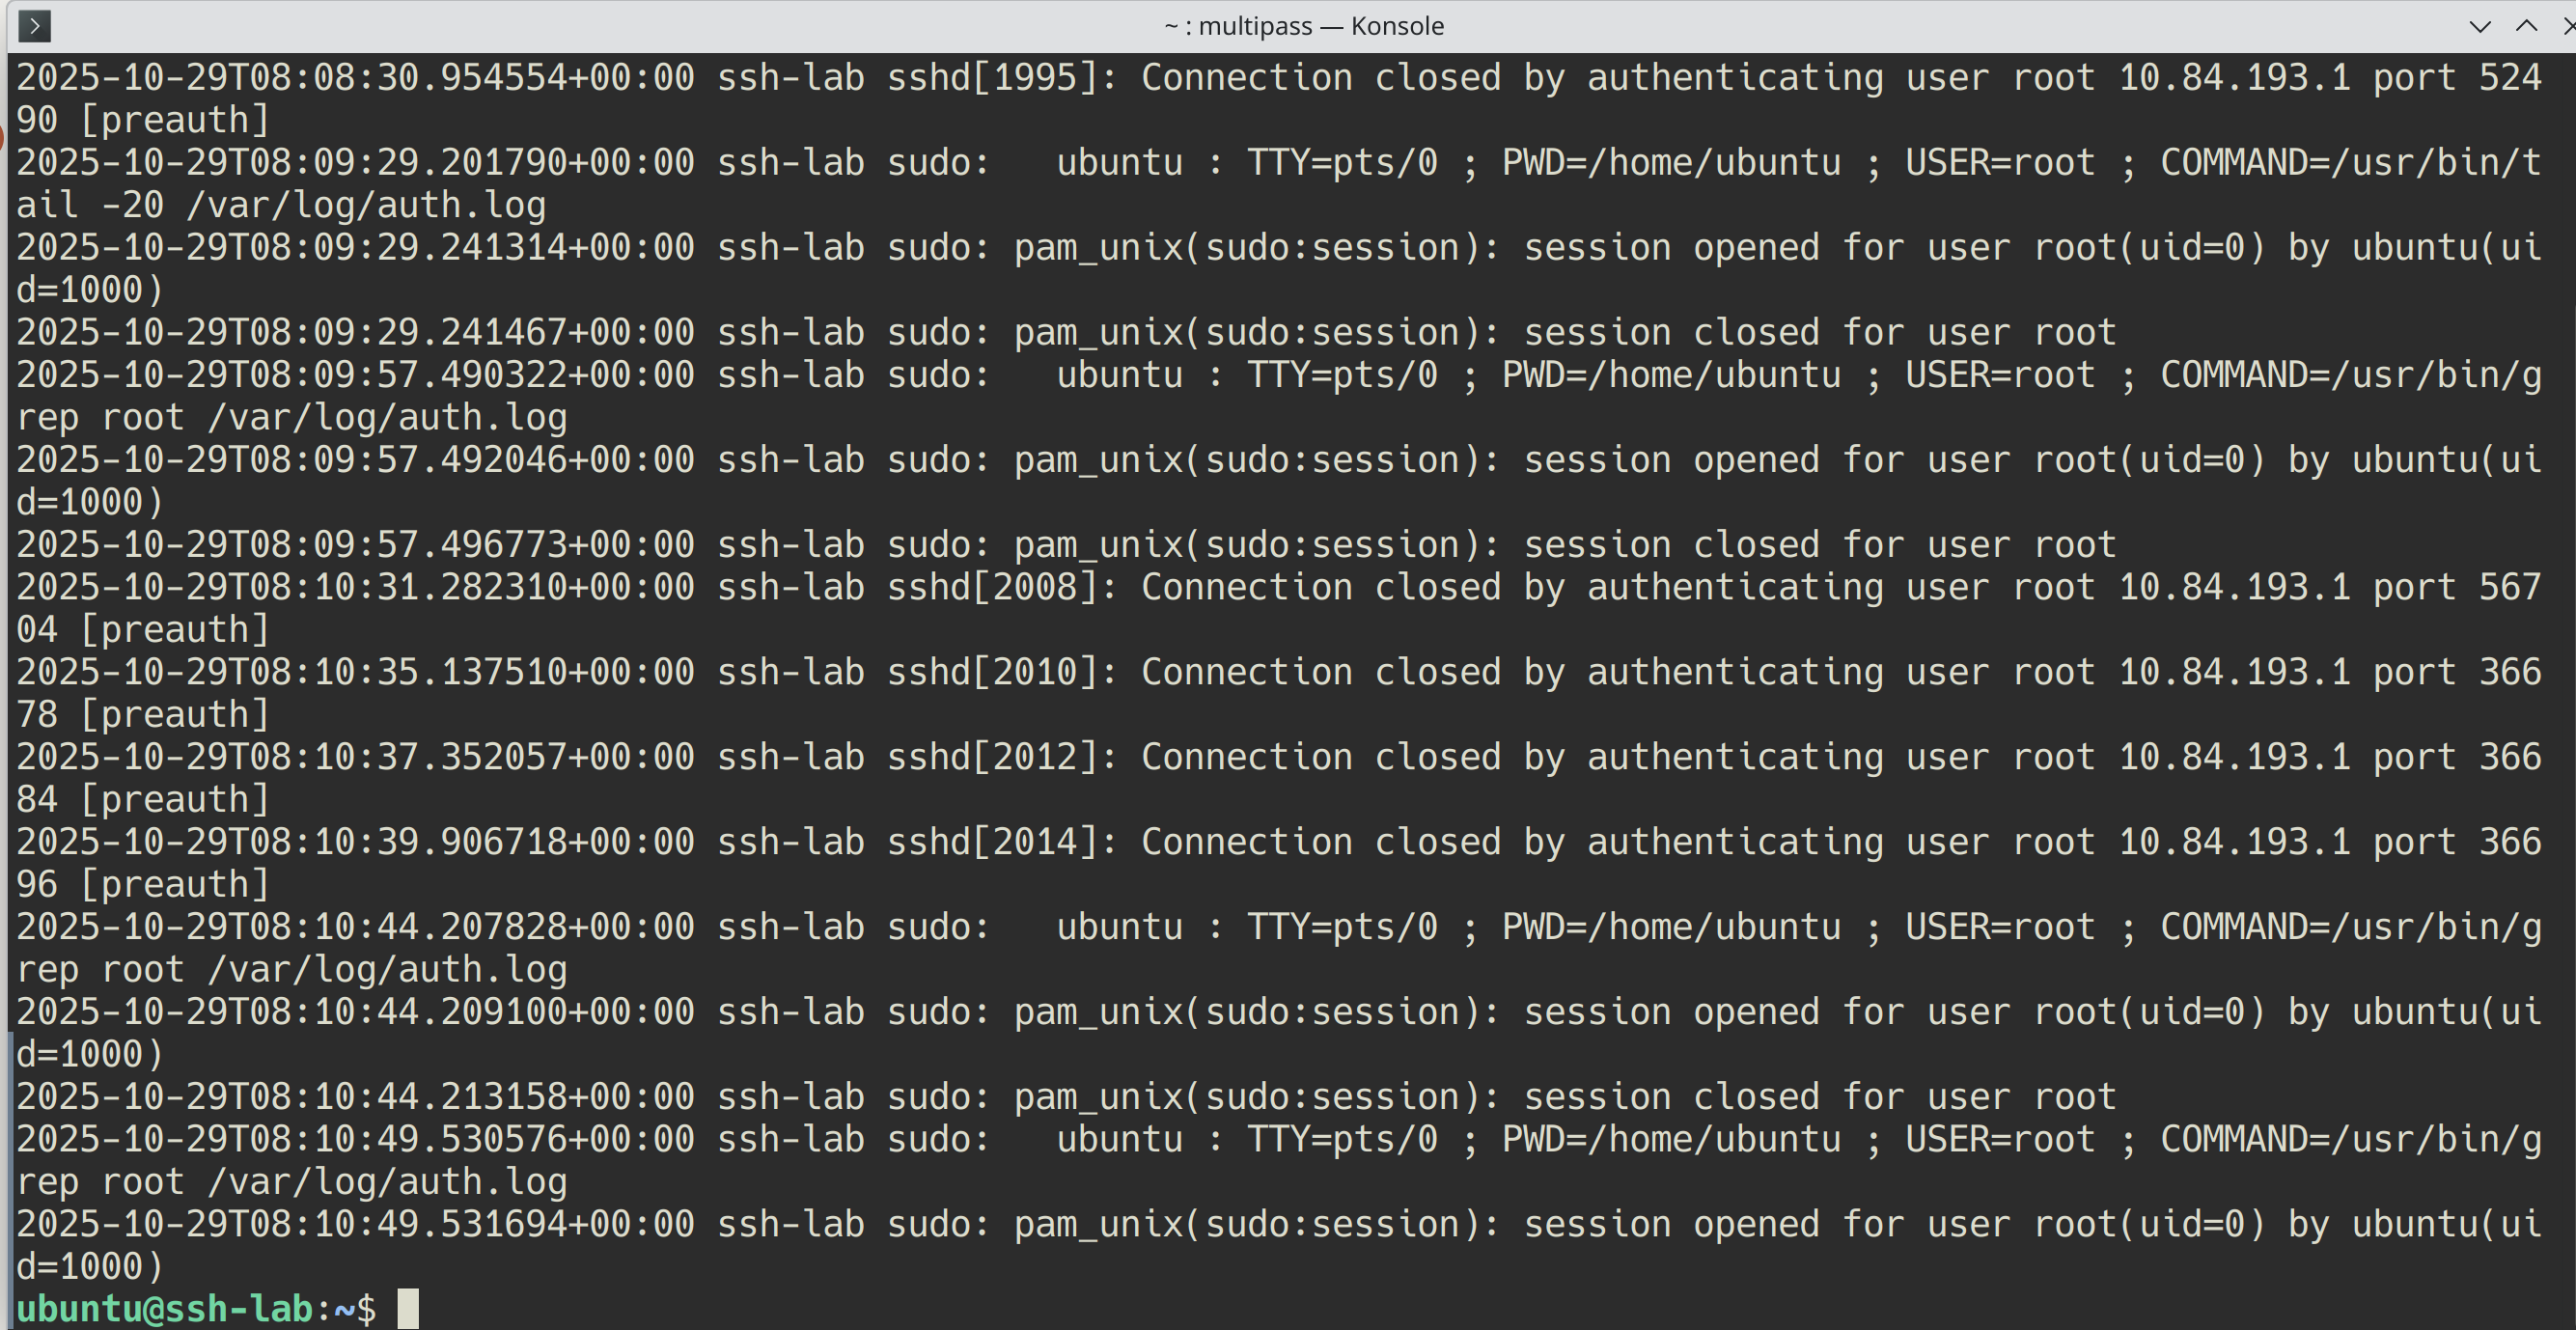 ~ : multipass — Konsole
2025-10-29T08:08:30.954554+00:00 ssh-lab sshd[1995]: Connection closed by authenticating user root 10.84.193.1 port 524
90 [preauth]
2025-10-29T08:09:29.201790+00:00 ssh-lab sudo:   ubuntu : TTY=pts/0 ; PWD=/home/ubuntu ; USER=root ; COMMAND=/usr/bin/t
ail -20 /var/log/auth.log
2025-10-29T08:09:29.241314+00:00 ssh-lab sudo: pam_unix(sudo:session): session opened for user root(uid=0) by ubuntu(ui
d=1000)
2025-10-29T08:09:29.241467+00:00 ssh-lab sudo: pam_unix(sudo:session): session closed for user root
2025-10-29T08:09:57.490322+00:00 ssh-lab sudo:   ubuntu : TTY=pts/0 ; PWD=/home/ubuntu ; USER=root ; COMMAND=/usr/bin/g
rep root /var/log/auth.log
2025-10-29T08:09:57.492046+00:00 ssh-lab sudo: pam_unix(sudo:session): session opened for user root(uid=0) by ubuntu(ui
d=1000)
2025-10-29T08:09:57.496773+00:00 ssh-lab sudo: pam_unix(sudo:session): session closed for user root
2025-10-29T08:10:31.282310+00:00 ssh-lab sshd[2008]: Connection closed by authenticating user root 10.84.193.1 port 567
04 [preauth]
2025-10-29T08:10:35.137510+00:00 ssh-lab sshd[2010]: Connection closed by authenticating user root 10.84.193.1 port 366
78 [preauth]
2025-10-29T08:10:37.352057+00:00 ssh-lab sshd[2012]: Connection closed by authenticating user root 10.84.193.1 port 366
84 [preauth]
2025-10-29T08:10:39.906718+00:00 ssh-lab sshd[2014]: Connection closed by authenticating user root 10.84.193.1 port 366
96 [preauth]
2025-10-29T08:10:44.207828+00:00 ssh-lab sudo:   ubuntu : TTY=pts/0 ; PWD=/home/ubuntu ; USER=root ; COMMAND=/usr/bin/g
rep root /var/log/auth.log
2025-10-29T08:10:44.209100+00:00 ssh-lab sudo: pam_unix(sudo:session): session opened for user root(uid=0) by ubuntu(ui
d=1000)
2025-10-29T08:10:44.213158+00:00 ssh-lab sudo: pam_unix(sudo:session): session closed for user root
2025-10-29T08:10:49.530576+00:00 ssh-lab sudo:   ubuntu : TTY=pts/0 ; PWD=/home/ubuntu ; USER=root ; COMMAND=/usr/bin/g
rep root /var/log/auth.log
2025-10-29T08:10:49.531694+00:00 ssh-lab sudo: pam_unix(sudo:session): session opened for user root(uid=0) by ubuntu(ui
d=1000)
ubuntu@ssh-lab:~$